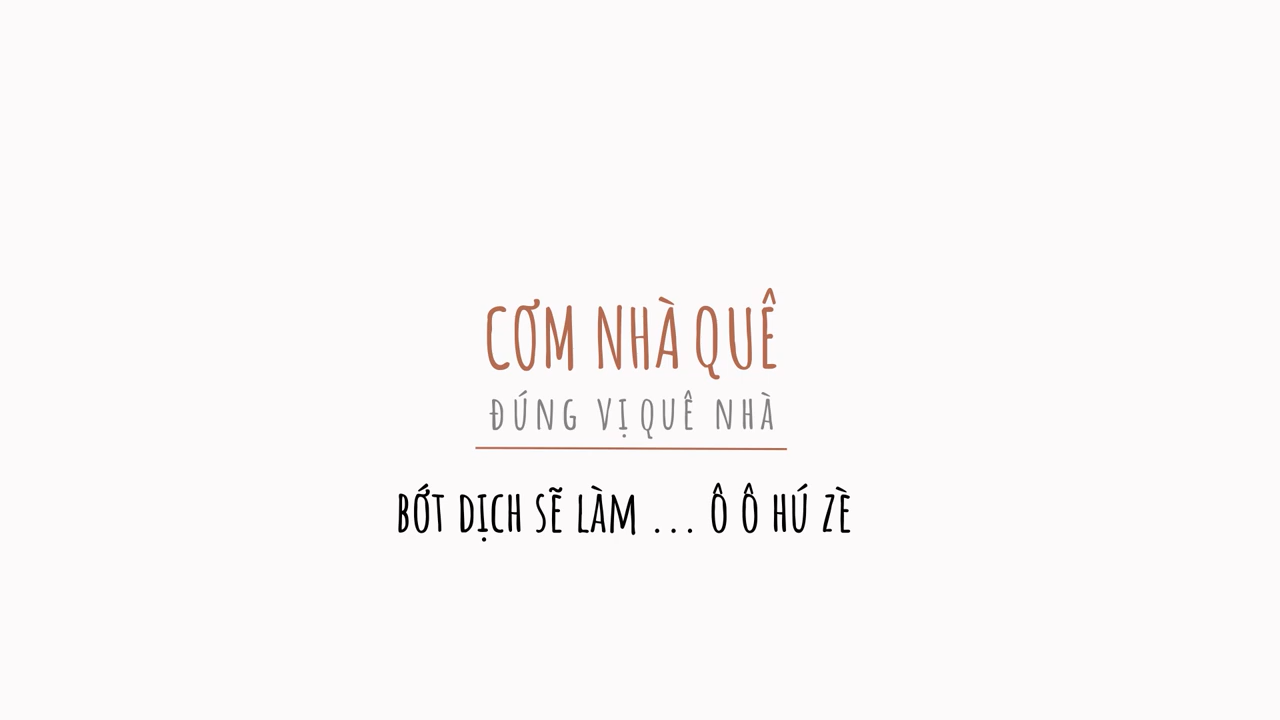 CƠM NHÀ QUÊ
ĐÚNG VỊ QUÊ NHÀ
BỚT DỊCH SẼ LÀM ... Ô Ô HÚ ZÈ